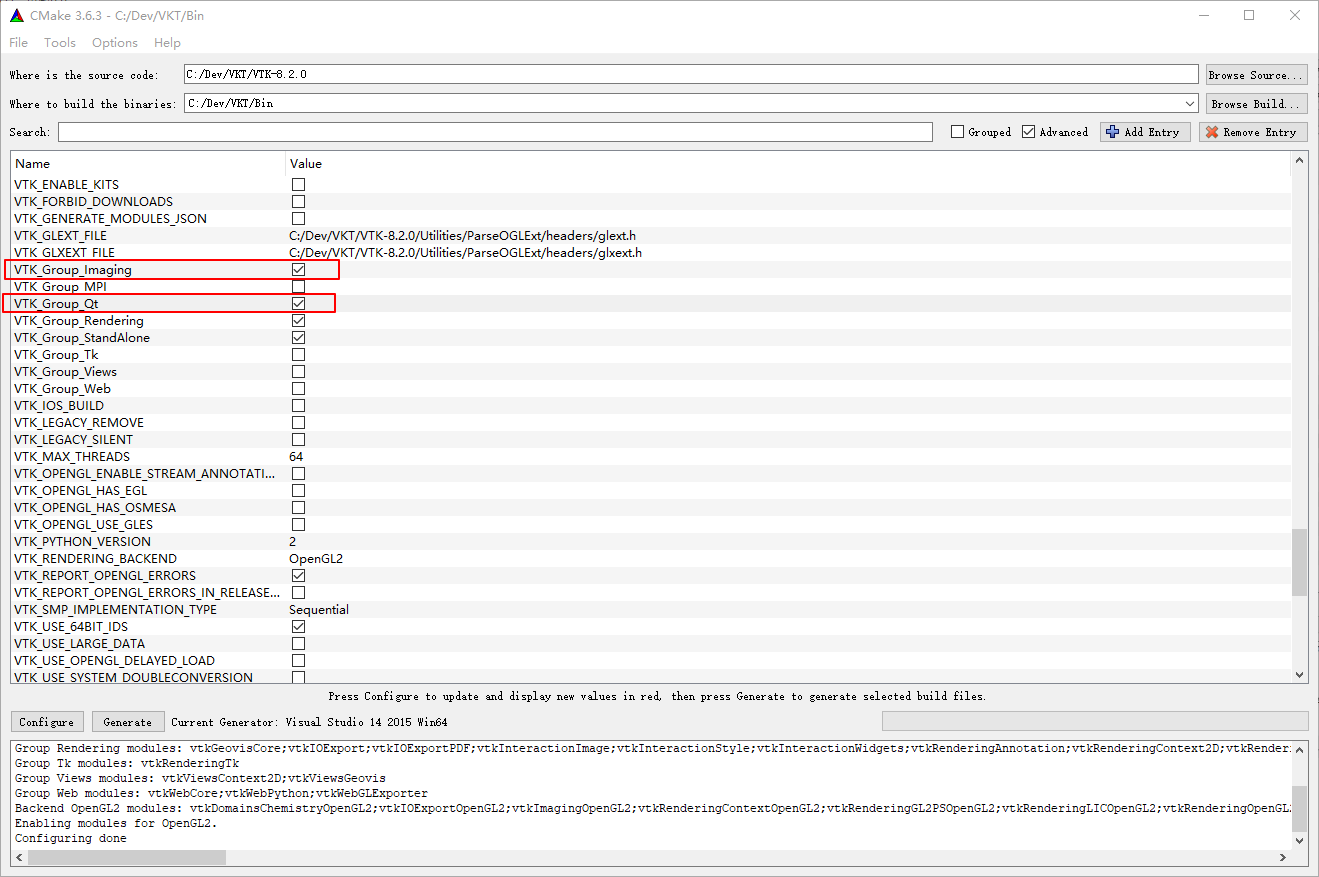 CMake 3.6.3 - C:/Dev/VKT/Bin
File Tools Options Help
Where is the source code: C:/Dev/VKT/VTK-8.2.0 Browse Source...
Where to build the binaries: C:/Dev/VKT/Bin Browse Build...
Search: Grouped Advanced Add Entry Remove Entry
Name Value
VTK_ENABLE_KITS
VTK_FORBID_DOWNLOADS
VTK_GENERATE_MODULES_JSON
VTK_GLEXT_FILE C:/Dev/VKT/VTK-8.2.0/Utilities/ParseOGLExt/headers/glext.h
VTK_GLXEXT_FILE C:/Dev/VKT/VTK-8.2.0/Utilities/ParseOGLExt/headers/glxext.h
VTK_Group_Imaging
VTK_Group_MPI
VTK_Group_Qt
VTK_Group_Rendering
VTK_Group_StandAlone
VTK_Group_Tk
VTK_Group_Views
VTK_Group_Web
VTK_IOS_BUILD
VTK_LEGACY_REMOVE
VTK_LEGACY_SILENT
VTK_MAX_THREADS 64
VTK_OPENGL_ENABLE_STREAM_ANNOTATI...
VTK_OPENGL_HAS_EGL
VTK_OPENGL_HAS_OSMESA
VTK_OPENGL_USE_GLES
VTK_PYTHON_VERSION 2
VTK_RENDERING_BACKEND OpenGL2
VTK_REPORT_OPENGL_ERRORS
VTK_REPORT_OPENGL_ERRORS_IN_RELEASE...
VTK_SMP_IMPLEMENTATION_TYPE Sequential
VTK_USE_64BIT_IDS
VTK_USE_LARGE_DATA
VTK_USE_OPENGL_DELAYED_LOAD
VTK_USE_SYSTEM_DOUBLECONVERSION
Press Configure to update and display new values in red, then press Generate to generate selected build files.
Configure Generate Current Generator: Visual Studio 14 2015 Win64
Group Rendering modules: vtkGeovisCore;vtkIOExport;vtkIOExportPDF;vtkInteractionImage;vtkInteractionStyle;vtkInteractionWidgets;vtkRenderingAnnotation;vtkRenderingContext2D;vtkRenderi
Group Tk modules: vtkRenderingTk
Group Views modules: vtkViewsContext2D;vtkViewsGeovis
Group Web modules: vtkWebCore;vtkWebPython;vtkWebGLExporter
Backend OpenGL2 modules: vtkDomainsChemistryOpenGL2;vtkIOExportOpenGL2;vtkImagingOpenGL2;vtkRenderingContextOpenGL2;vtkRenderingGL2PSOpenGL2;vtkRenderingLICOpenGL2;vtkRenderingOpenGL2
Enabling modules for OpenGL2.
Configuring done